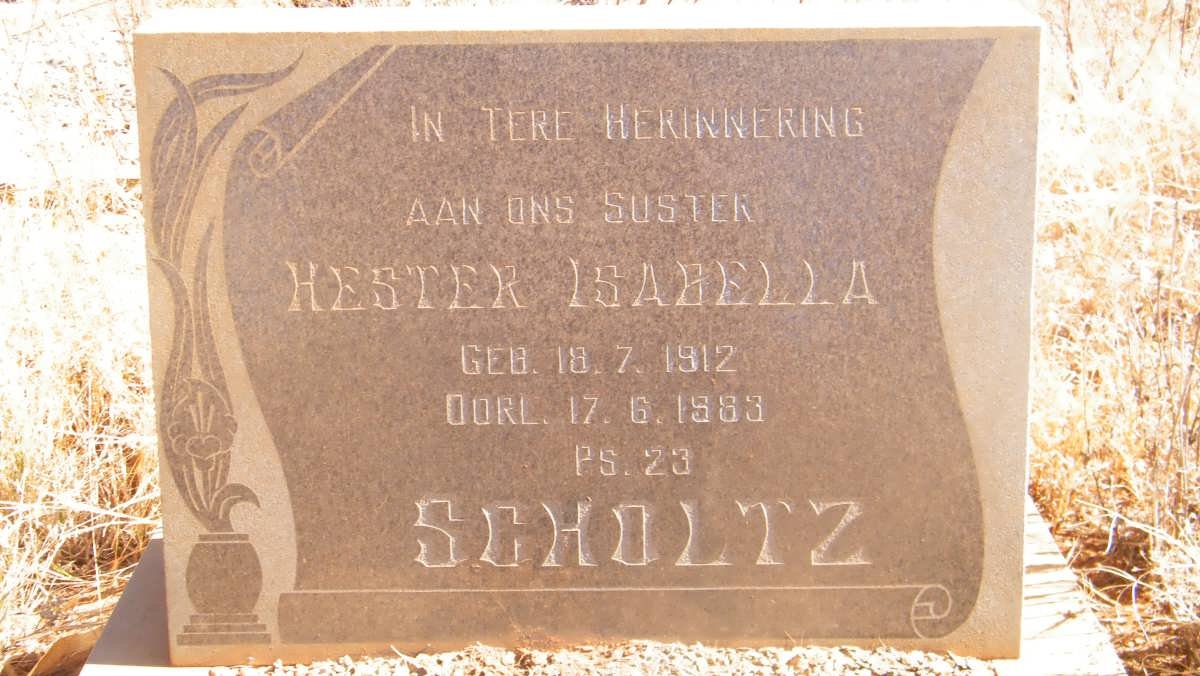 IN TERE HERINNERING
AAN ONS SUSTER
HESTER ISABELLA
GEB. 18. 7. 1912
OORL. 17. 6. 1983
PS. 23
SCHOLTZ